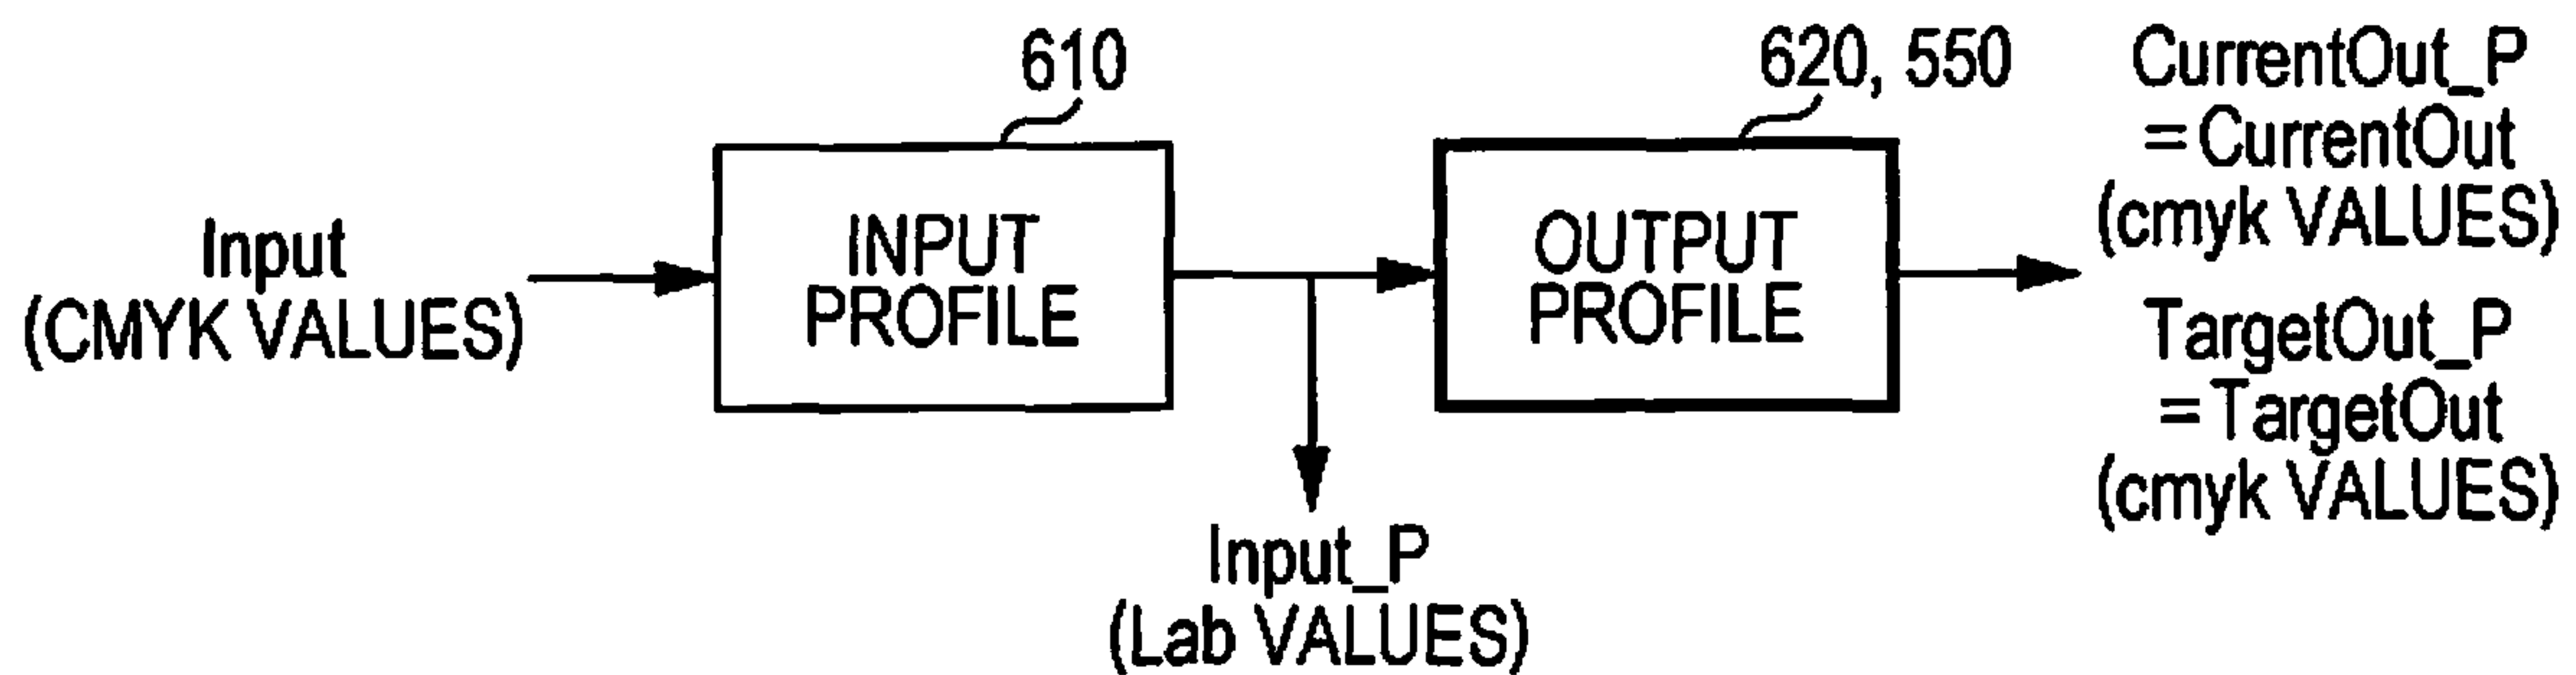 610
620, 550
Input
(CMYK VALUES)
INPUT
PROFILE
OUTPUT
PROFILE
CurrentOut_P
=CurrentOut
(cmyk VALUES)
TargetOut_P
=TargetOut
(cmyk VALUES)
Input_P
(Lab VALUES)